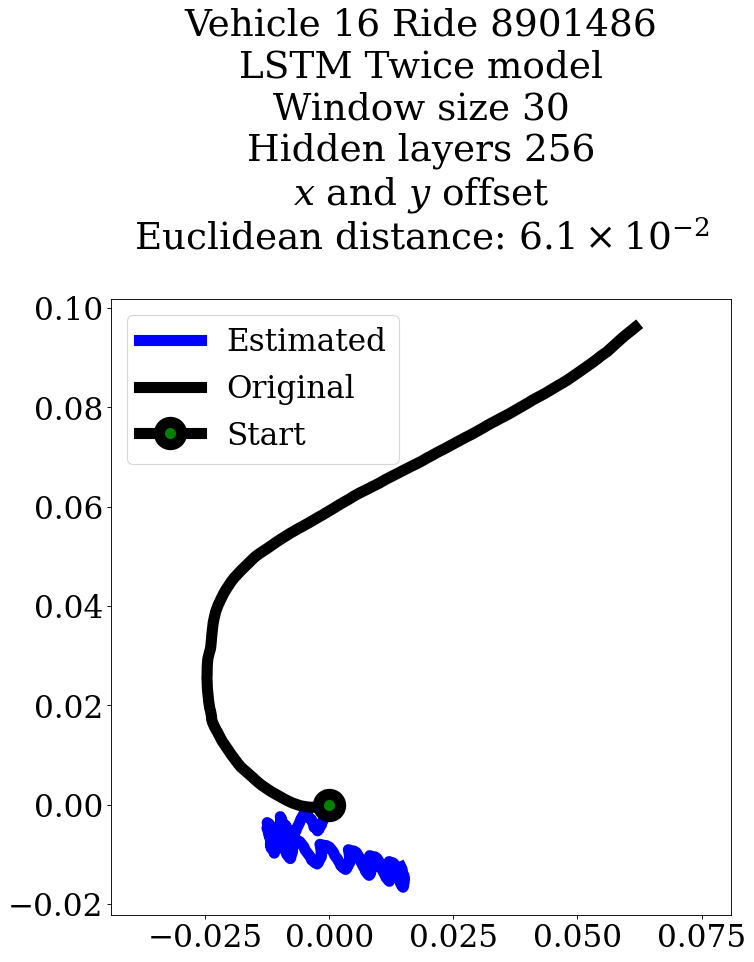 Vehicle 16 Ride 8901486
LSTM Twice model
Window size 30
Hidden layers 256
x and y offset
Euclidean distance: 6.1 × 10⁻²
0.10
0.08
0.06
0.04
0.02
0.00
−0.02
Estimated
Original
Start
−0.025 0.000 0.025 0.050 0.075